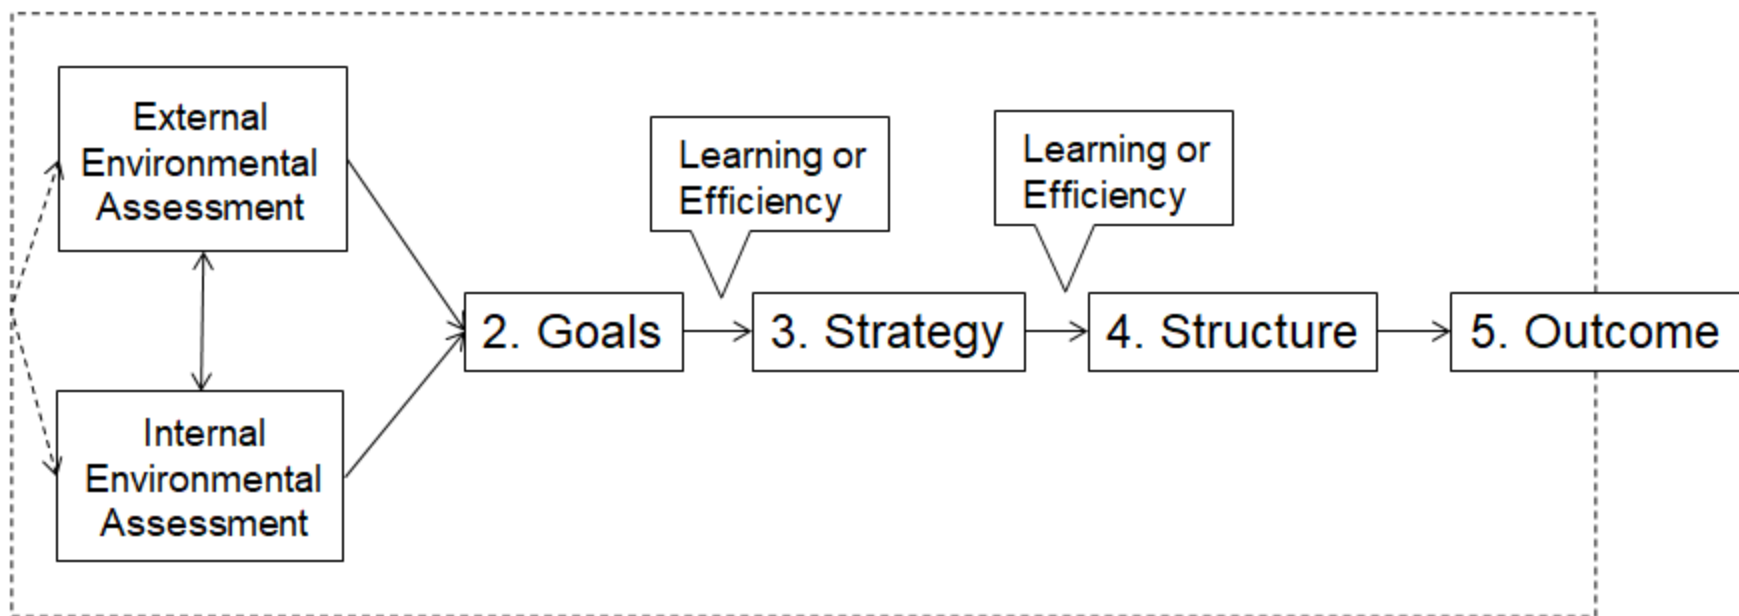 External
Environmental
Assessment
Learning or
Efficiency
Learning or
Efficiency
2. Goals
3. Strategy
4. Structure
5. Outcome
Internal
Environmental
Assessment